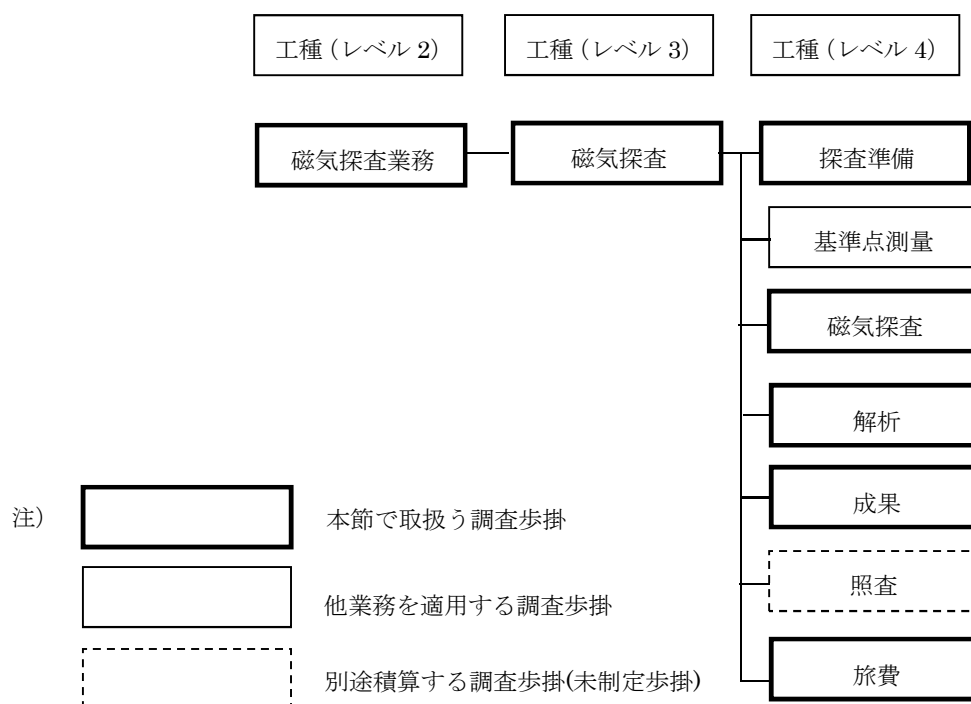 工種 (レベル 2)
工種 (レベル 3)
工種 (レベル 4)
磁気探査業務
磁気探査
探査準備
基準点測量
磁気探査
解析
成果
照査
旅費
注)
本節で取扱う調査歩掛
他業務を適用する調査歩掛
別途積算する調査歩掛(未制定歩掛)